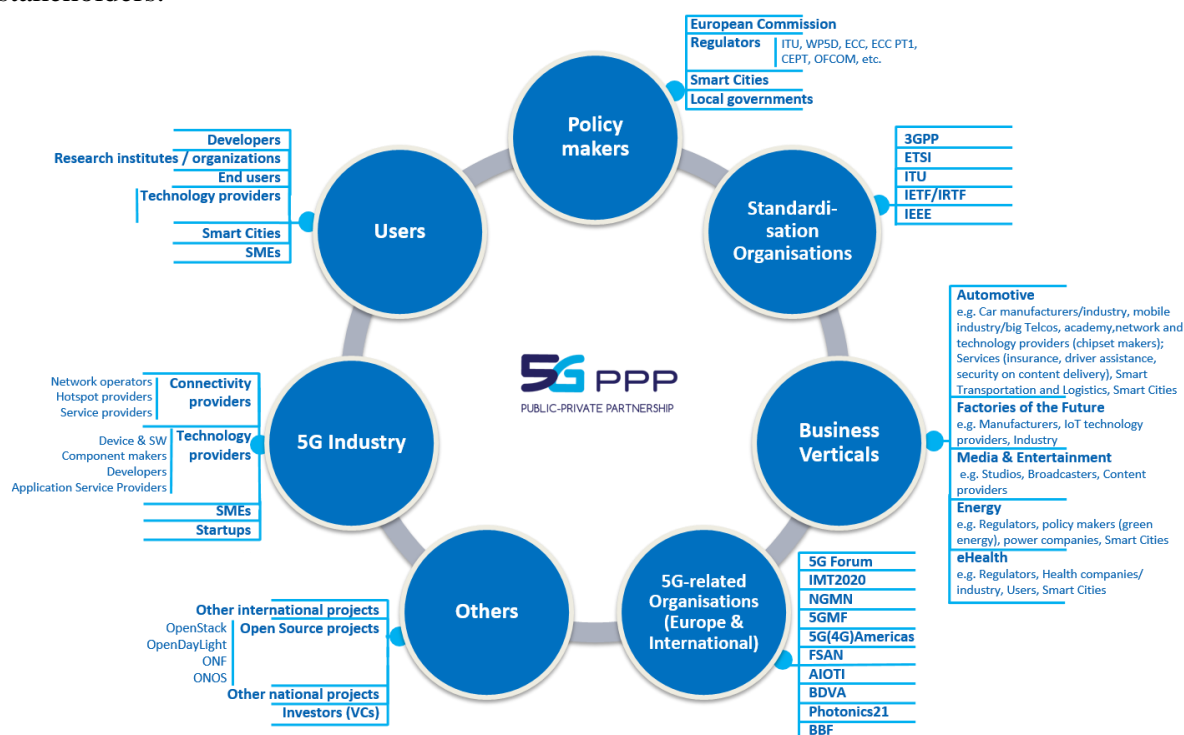 stakeholders.
European Commission
Regulators
ITU, WP5D, ECC, ECC PT1,
CEPT, OFCOM, etc.
Smart Cities
Local governments
Policy
makers
3GPP
ETSI
ITU
IETF/IRTF
IEEE
Standardi-
sation
Organisations
Automotive
e.g. Car manufacturers/industry, mobile
industry/big Telcos, academy,network and
technology providers (chipset makers);
Services (insurance, driver assistance,
security on content delivery), Smart
Transportation and Logistics, Smart Cities
Factories of the Future
e.g. Manufacturers, IoT technology
providers, Industry
Media & Entertainment
e.g. Studios, Broadcasters, Content
providers
Energy
e.g. Regulators, policy makers (green
energy), power companies, Smart Cities
eHealth
e.g. Regulators, Health companies/
industry, Users, Smart Cities
Business
Verticals
5G Forum
IMT2020
NGMN
5GMF
5G(4G)Americas
FSAN
AIOTI
BDVA
Photonics21
BBF
5G-related
Organisations
(Europe &
International)
Others
Other international projects
Open Source projects
OpenStack
OpenDayLight
ONF
ONOS
Other national projects
Investors (VCs)
5G Industry
Connectivity
providers
Network operators
Hotspot providers
Service providers
Technology
providers
Device & SW
Component makers
Developers
Application Service Providers
SMEs
Startups
Users
Developers
Research institutes / organizations
End users
Technology providers
Smart Cities
SMEs
5G PPP
PUBLIC-PRIVATE PARTNERSHIP